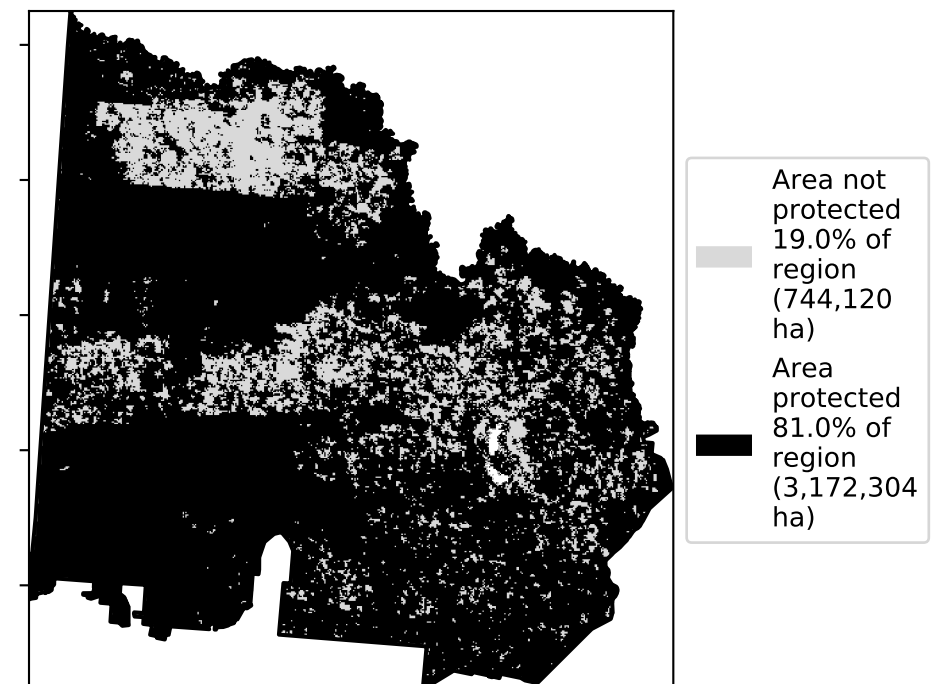 Area not
protected
19.0% of
region
(744,120
ha)
Area
protected
81.0% of
region
(3,172,304
ha)